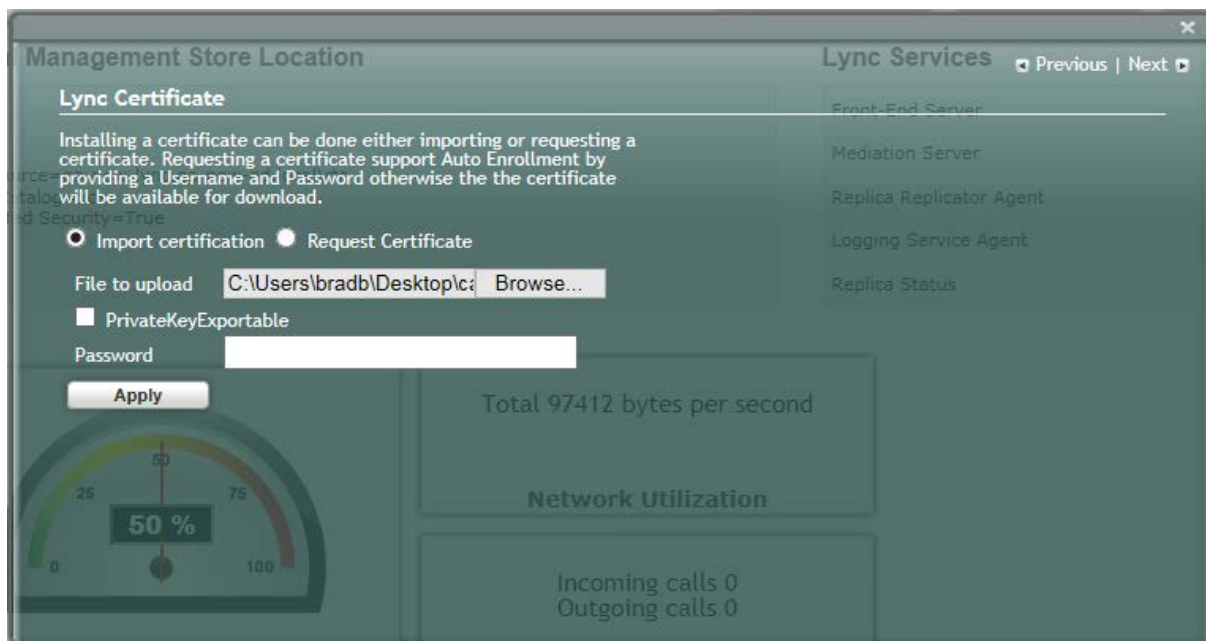 Management Store Location
Lync Services
Previous | Next
Lync Certificate
Front-End Server
Installing a certificate can be done either importing or requesting a
certificate. Requesting a certificate support Auto Enrollment by
providing a Username and Password otherwise the the certificate
will be available for download.
Security=True
Mediation Server
Replica Replicator Agent
Logging Service Agent
Replica Status
Import certification Request Certificate
File to upload C:\Users\bradb\Desktop\ca Browse...
PrivateKeyExportable
Password
Apply
Total 97412 bytes per second
Network Utilization
0 25 50 75 100
50 %
Incoming calls 0
Outgoing calls 0